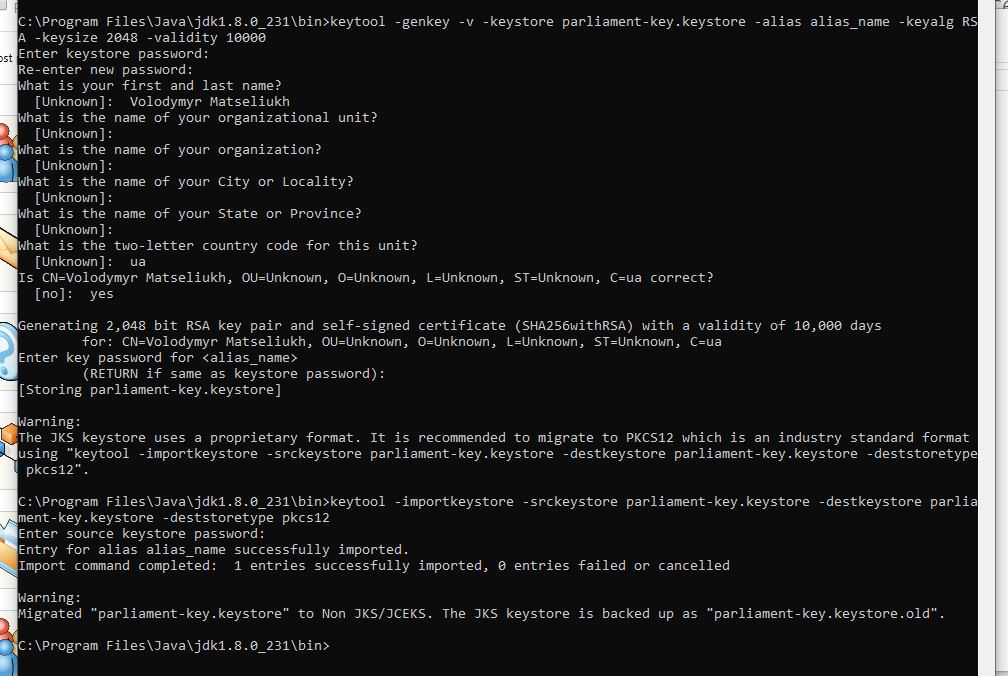 C:\Program Files\Java\jdk1.8.0_231\bin>keytool -genkey -v -keystore parliament-key.keystore -alias alias_name -keyalg RS
A -keysize 2048 -validity 10000
Enter keystore password:
Re-enter new password:
What is your first and last name?
  [Unknown]:  Volodymyr Matseliukh
What is the name of your organizational unit?
  [Unknown]:
What is the name of your organization?
  [Unknown]:
What is the name of your City or Locality?
  [Unknown]:
What is the name of your State or Province?
  [Unknown]:
What is the two-letter country code for this unit?
  [Unknown]:  ua
Is CN=Volodymyr Matseliukh, OU=Unknown, O=Unknown, L=Unknown, ST=Unknown, C=ua correct?
  [no]:  yes

Generating 2,048 bit RSA key pair and self-signed certificate (SHA256withRSA) with a validity of 10,000 days
        for: CN=Volodymyr Matseliukh, OU=Unknown, O=Unknown, L=Unknown, ST=Unknown, C=ua
Enter key password for <alias_name>
        (RETURN if same as keystore password):
[Storing parliament-key.keystore]

Warning:
The JKS keystore uses a proprietary format. It is recommended to migrate to PKCS12 which is an industry standard format
using "keytool -importkeystore -srckeystore parliament-key.keystore -destkeystore parliament-key.keystore -deststoretype
 pkcs12".

C:\Program Files\Java\jdk1.8.0_231\bin>keytool -importkeystore -srckeystore parliament-key.keystore -destkeystore parlia
ment-key.keystore -deststoretype pkcs12
Enter source keystore password:
Entry for alias alias_name successfully imported.
Import command completed:  1 entries successfully imported, 0 entries failed or cancelled

Warning:
Migrated "parliament-key.keystore" to Non JKS/JCEKS. The JKS keystore is backed up as "parliament-key.keystore.old".

C:\Program Files\Java\jdk1.8.0_231\bin>